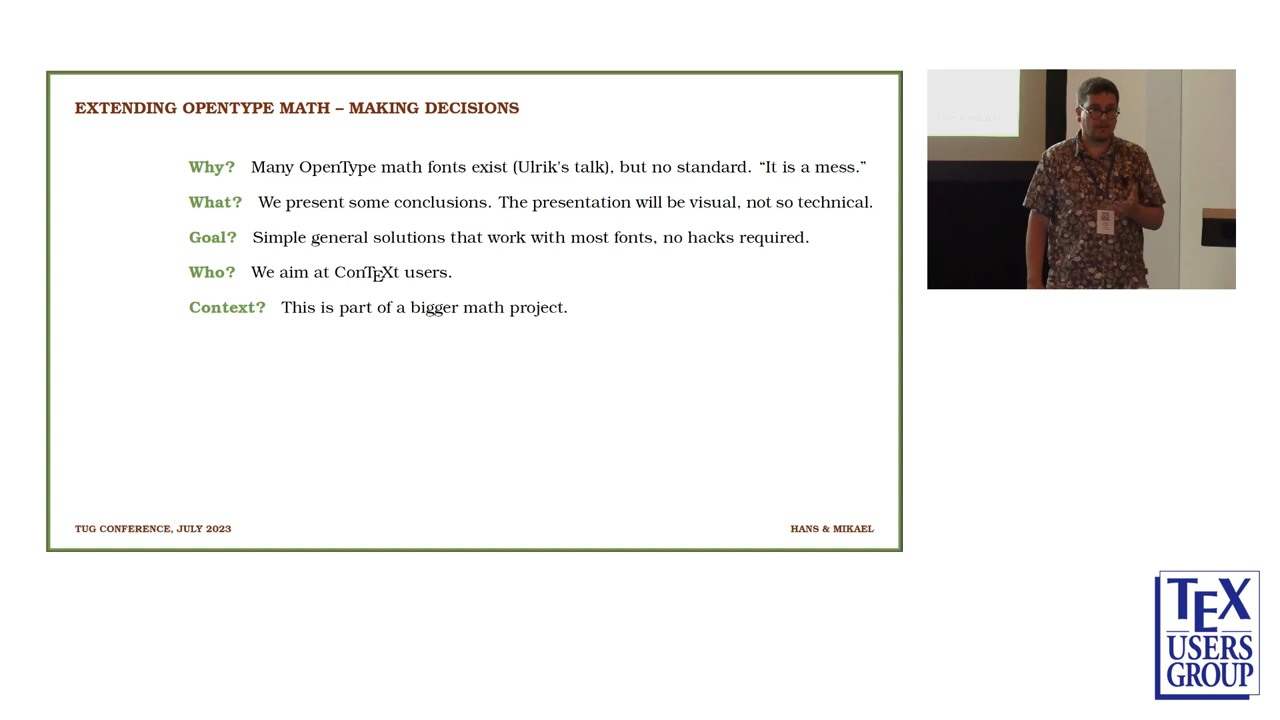 EXTENDING OPENTYPE MATH – MAKING DECISIONS
Why? Many OpenType math fonts exist (Ulrik's talk), but no standard. “It is a mess.”
What? We present some conclusions. The presentation will be visual, not so technical.
Goal? Simple general solutions that work with most fonts, no hacks required.
Who? We aim at ConTEXt users.
Context? This is part of a bigger math project.
TUG CONFERENCE, JULY 2023
HANS & MIKAEL
TEX
USERS
GROUP